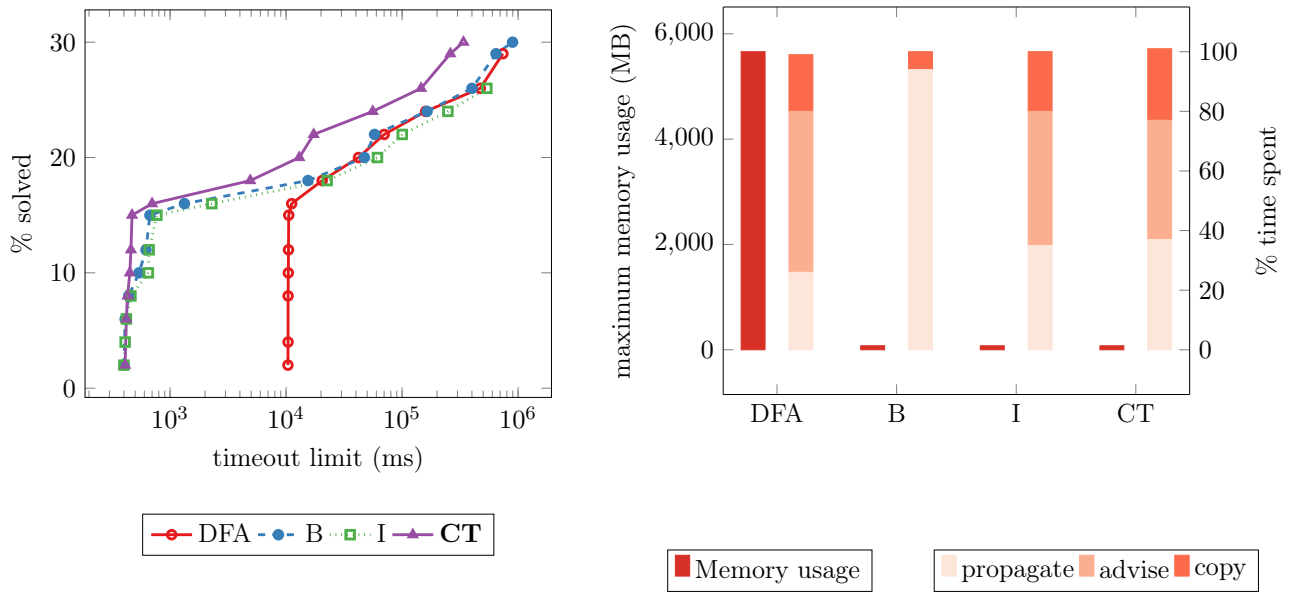 30
20
10
0
% solved
10^3
10^4
10^5
10^6
timeout limit (ms)
DFA B I CT
6,000
4,000
2,000
0
maximum memory usage (MB)
100
80
60
40
20
0
% time spent
DFA B I CT
Memory usage
propagate advise copy